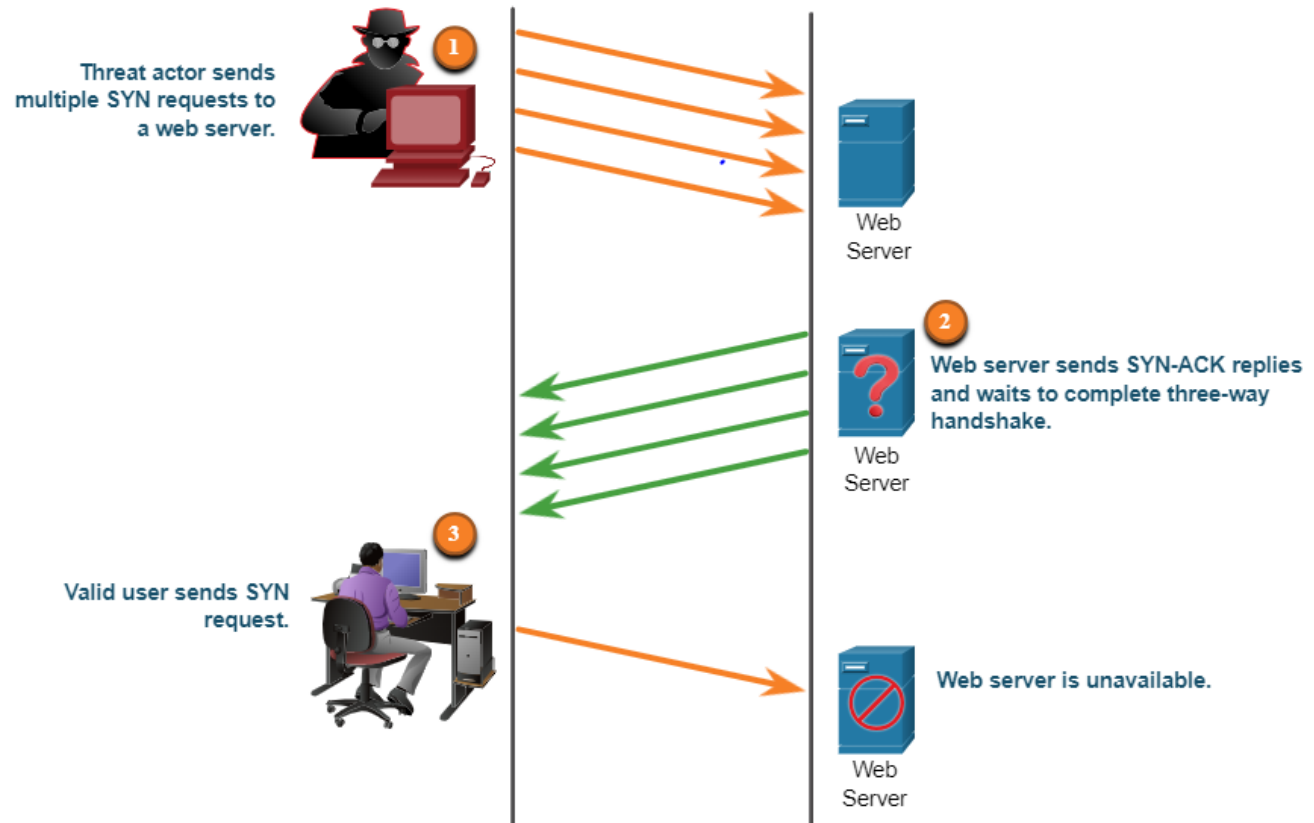 1
Threat actor sends
multiple SYN requests to
a web server.
Web
Server
2
Web server sends SYN-ACK replies
and waits to complete three-way
handshake.
Web
Server
3
Valid user sends SYN
request.
Web server is unavailable.
Web
Server